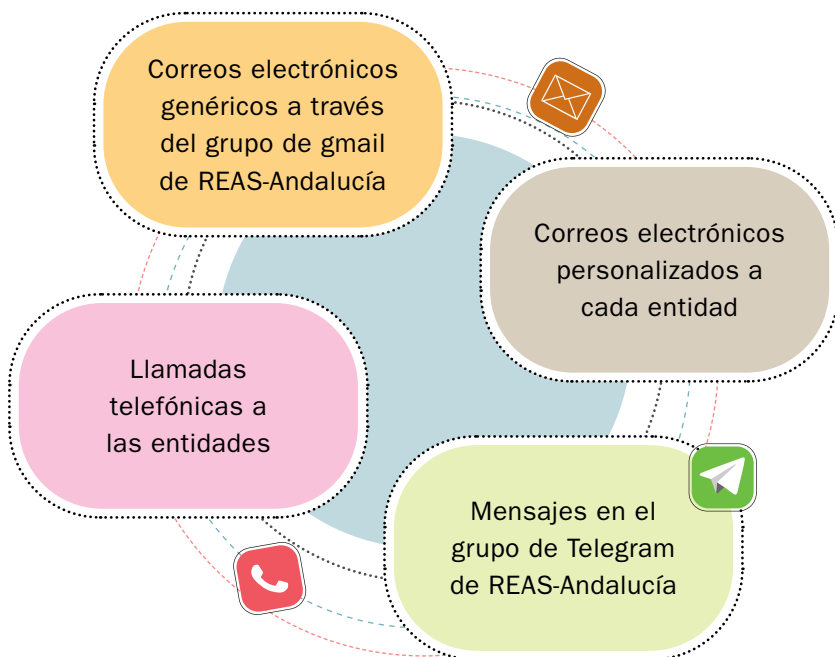 Correos electrónicos
genéricos a través
del grupo de gmail
de REAS-Andalucía
Correos electrónicos
personalizados a
cada entidad
Llamadas
telefónicas a
las entidades
Mensajes en el
grupo de Telegram
de REAS-Andalucía